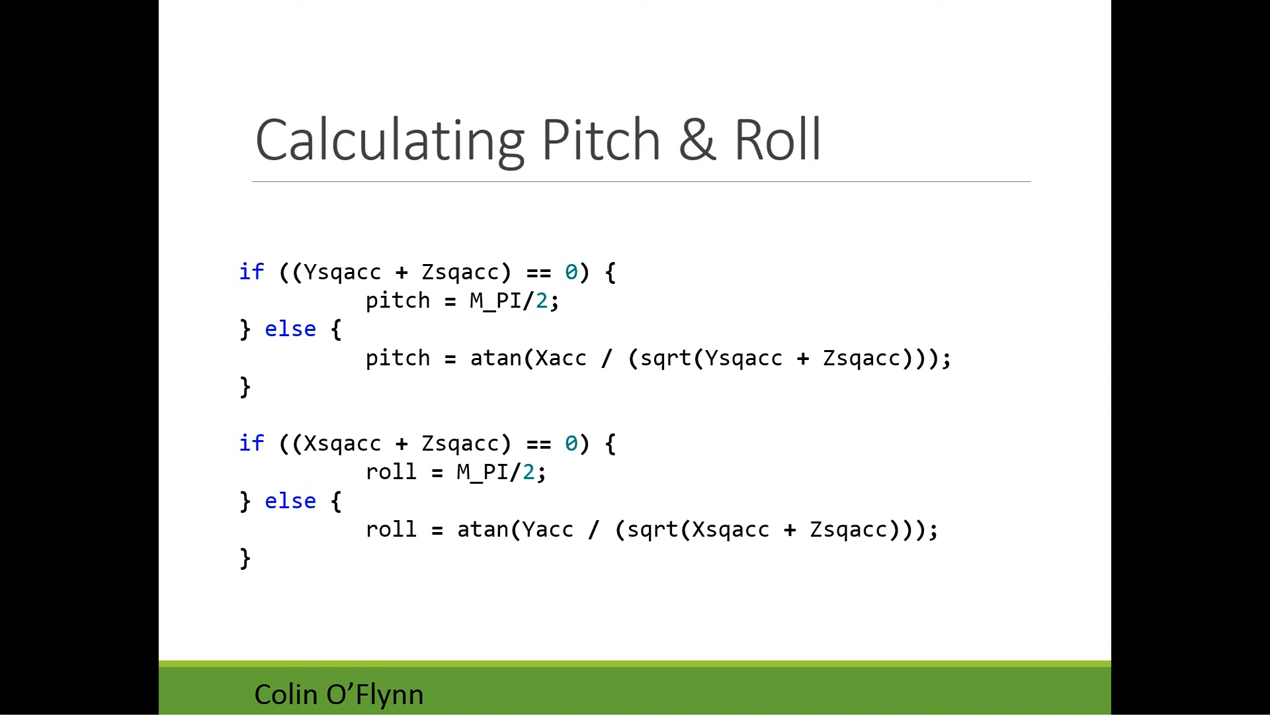 Calculating Pitch & Roll
if ((Ysqacc + Zsqacc) == 0) {
pitch = M_PI/2;
} else {
pitch = atan(Xacc / (sqrt(Ysqacc + Zsqacc)));
}
if ((Xsqacc + Zsqacc) == 0) {
roll = M_PI/2;
} else {
roll = atan(Yacc / (sqrt(Xsqacc + Zsqacc)));
}
Colin O’Flynn